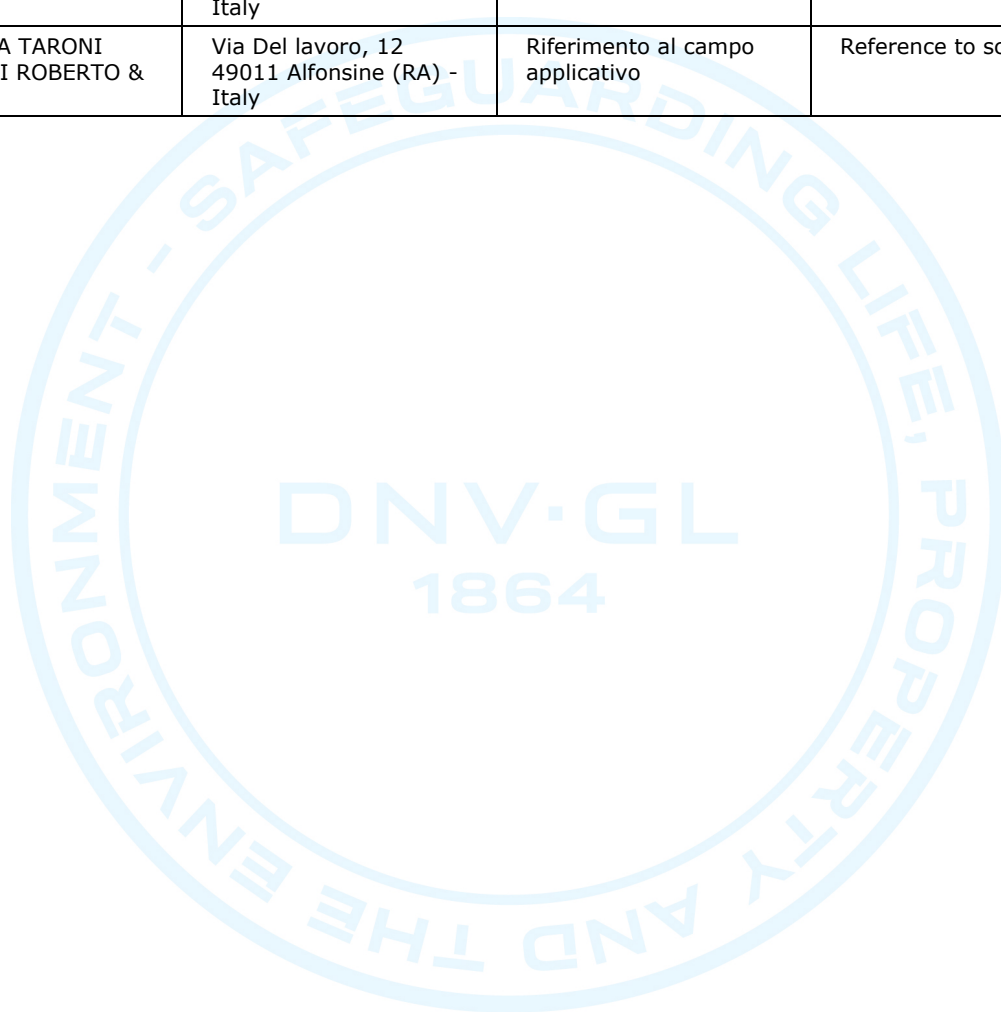 Italy
A TARONI
I ROBERTO &
Via Del lavoro, 12
49011 Alfonsine (RA) -
Italy
Riferimento al campo
applicativo
Reference to
SAFEGUARDING LIFE, PROPERTY AND THE ENVIRONMENT -
DNV·GL
1864